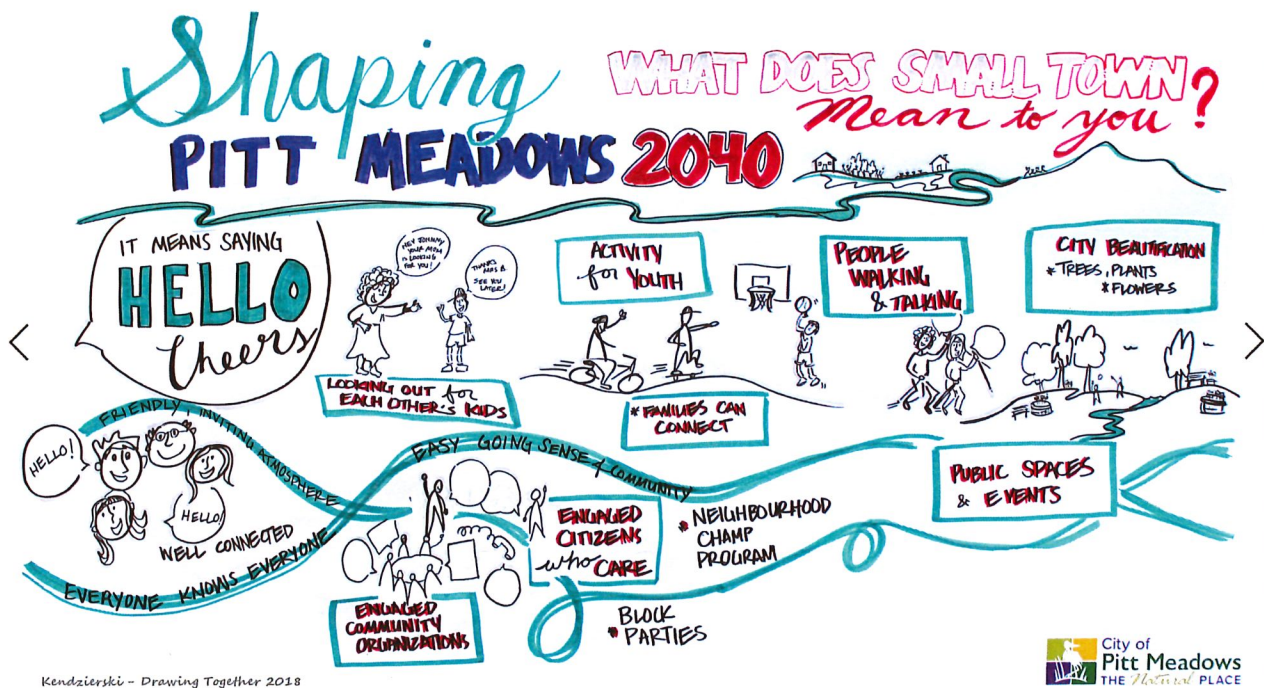 Shaping
PITT MEADOWS 2040
WHAT DOES SMALL TOWN
Mean to you?
IT MEANS SAYING
HELLO
Cheers
HEY JOHNNY
YOUR MOM
IS LOOKING
FOR YOU!
THANKS
MRS B.
SEE YOU
LATER!
LOOKING OUT for
EACH OTHER'S KIDS
ACTIVITY
for YOUTH
* FAMILIES CAN
CONNECT
PEOPLE
WALKING
& TALKING
CITY BEAUTIFICATION
* TREES, PLANTS
* FLOWERS
FRIENDLY, INVITING ATMOSPHERE
HELLO!
HELLO!
WELL CONNECTED
EVERYONE KNOWS EVERYONE
EASY GOING SENSE of COMMUNITY
ENGAGED
CITIZENS
who CARE
* NEIGHBOURHOOD
CHAMP
PROGRAM
PUBLIC SPACES
& EVENTS
ENGAGED
COMMUNITY
ORGANIZATIONS
BLOCK
* PARTIES
Kendzierski - Drawing Together 2018
City of
Pitt Meadows
THE Natural PLACE